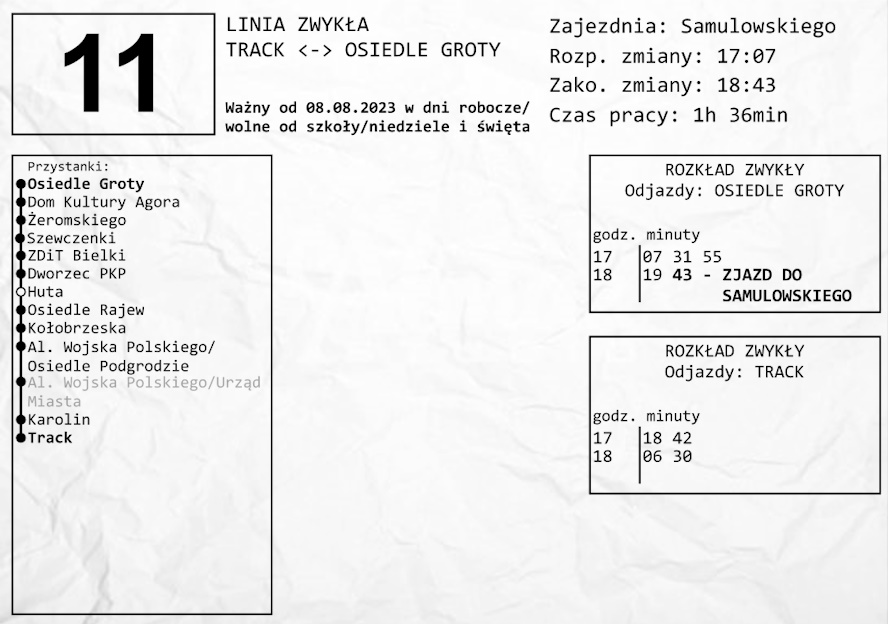 11
LINIA ZWYKŁA
TRACK <-> OSIEDLE GROTY
Ważny od 08.08.2023 w dni robocze/
wolne od szkoły/niedziele i święta
Zajezdnia: Samulowskiego
Rozp. zmiany: 17:07
Zako. zmiany: 18:43
Czas pracy: 1h 36min
Przystanki:
Osiedle Groty
Dom Kultury Agora
Żeromskiego
Szewczenki
ZDiT Bielki
Dworzec PKP
Huta
Osiedle Rajew
Kołobrzeska
Al. Wojska Polskiego/
Osiedle Podgrodzie
Al. Wojska Polskiego/Urząd
Miasta
Karolin
Track
ROZKŁAD ZWYKŁY
Odjazdy: OSIEDLE GROTY
godz. minuty
17 07 31 55
18 19 43 - ZJAZD DO
SAMULOWSKIEGO
ROZKŁAD ZWYKŁY
Odjazdy: TRACK
godz. minuty
17 18 42
18 06 30